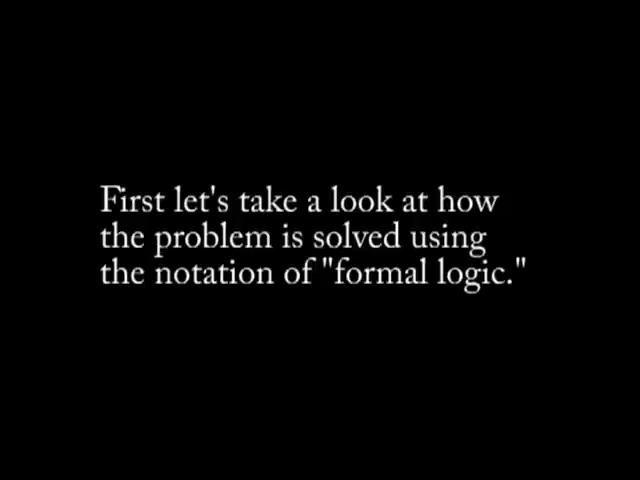 First let's take a look at how
the problem is solved using
the notation of "formal logic."